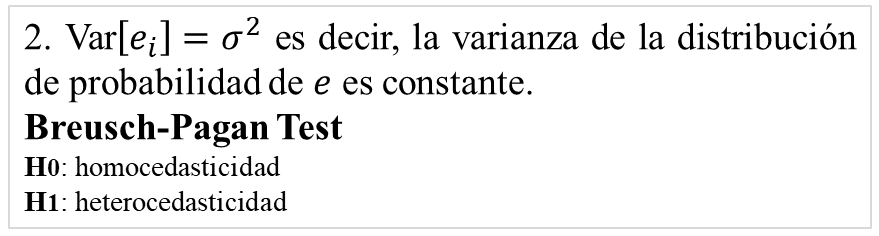 2. Var[eᵢ] = σ² es decir, la varianza de la distribución
de probabilidad de e es constante.
Breusch-Pagan Test
H0: homocedasticidad
H1: heterocedasticidad